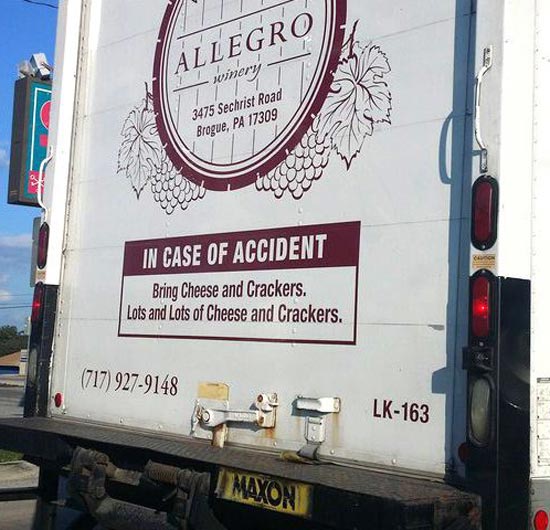 ALLEGRO
winery
3475 Sechrist Road
Brogue, PA 17309
IN CASE OF ACCIDENT
Bring Cheese and Crackers.
Lots and Lots of Cheese and Crackers.
(717) 927-9148
LK-163
CAUTION
MAXON